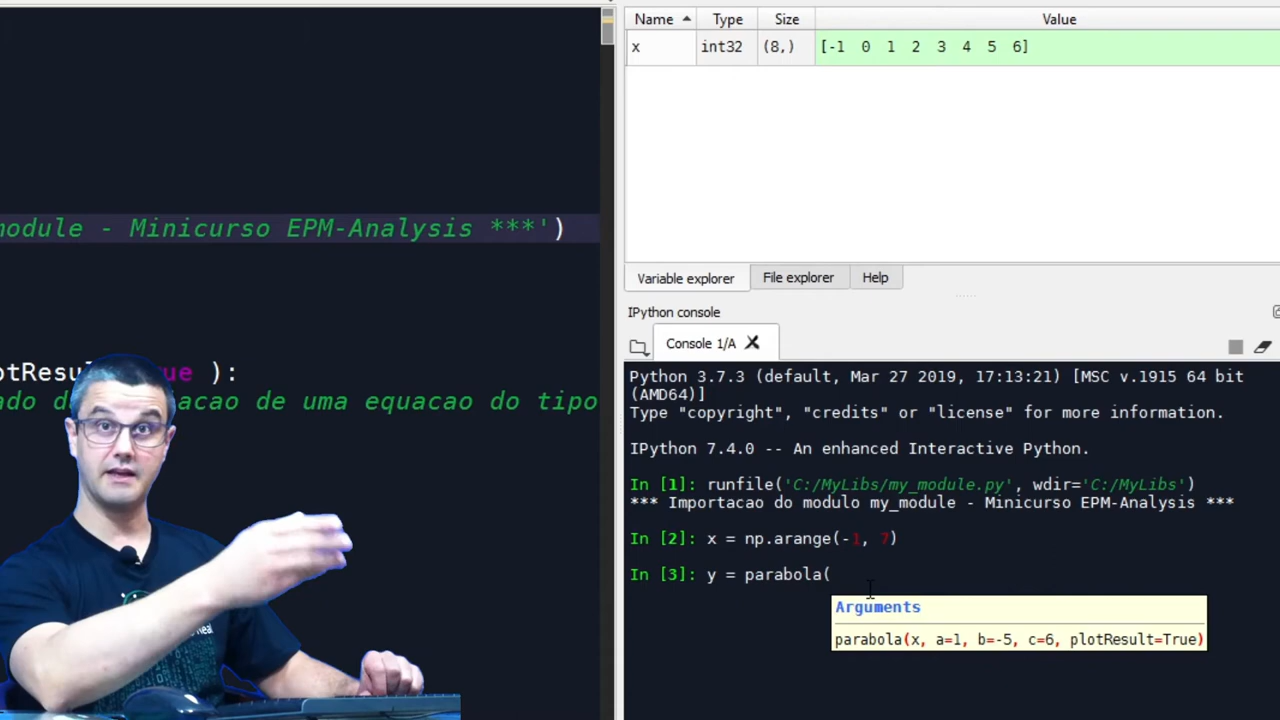 module - Minicurso EPM-Analysis ***')
ue ):
acao de uma equacao do tipo
Name Type Size Value
x int32 (8,) [-1 0 1 2 3 4 5 6]
Variable explorer File explorer Help
IPython console
Console 1/A
Python 3.7.3 (default, Mar 27 2019, 17:13:21) [MSC v.1915 64 bit
(AMD64)]
Type "copyright", "credits" or "license" for more information.
IPython 7.4.0 -- An enhanced Interactive Python.
In [1]: runfile('C:/MyLibs/my_module.py', wdir='C:/MyLibs')
*** Importacao do modulo my_module - Minicurso EPM-Analysis ***
In [2]: x = np.arange(-1, 7)
In [3]: y = parabola(
Arguments
parabola(x, a=1, b=-5, c=6, plotResult=True)